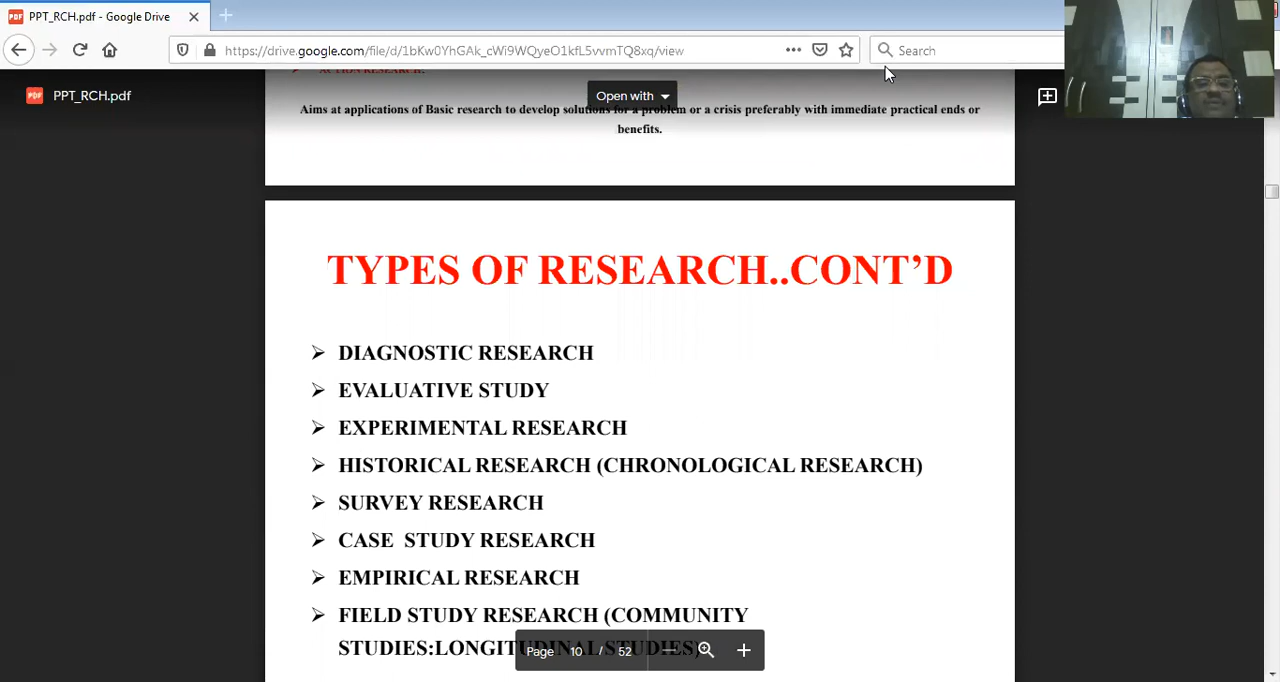 PPT_RCH.pdf - Google Drive
https://drive.google.com/file/d/1bKw0YhGAk_cWi9WQyeO1kfL5vvmTQ8xq/view
Search
ACTION RESEARCH:
PPT_RCH.pdf
Open with
Aims at applications of Basic research to develop solutions for a problem or a crisis preferably with immediate practical ends or
benefits.
TYPES OF RESEARCH..CONT’D
➢ DIAGNOSTIC RESEARCH
➢ EVALUATIVE STUDY
➢ EXPERIMENTAL RESEARCH
➢ HISTORICAL RESEARCH (CHRONOLOGICAL RESEARCH)
➢ SURVEY RESEARCH
➢ CASE STUDY RESEARCH
➢ EMPIRICAL RESEARCH
➢ FIELD STUDY RESEARCH (COMMUNITY
STUDIES:LONGITUDINAL STUDIES)
Page 10 / 52